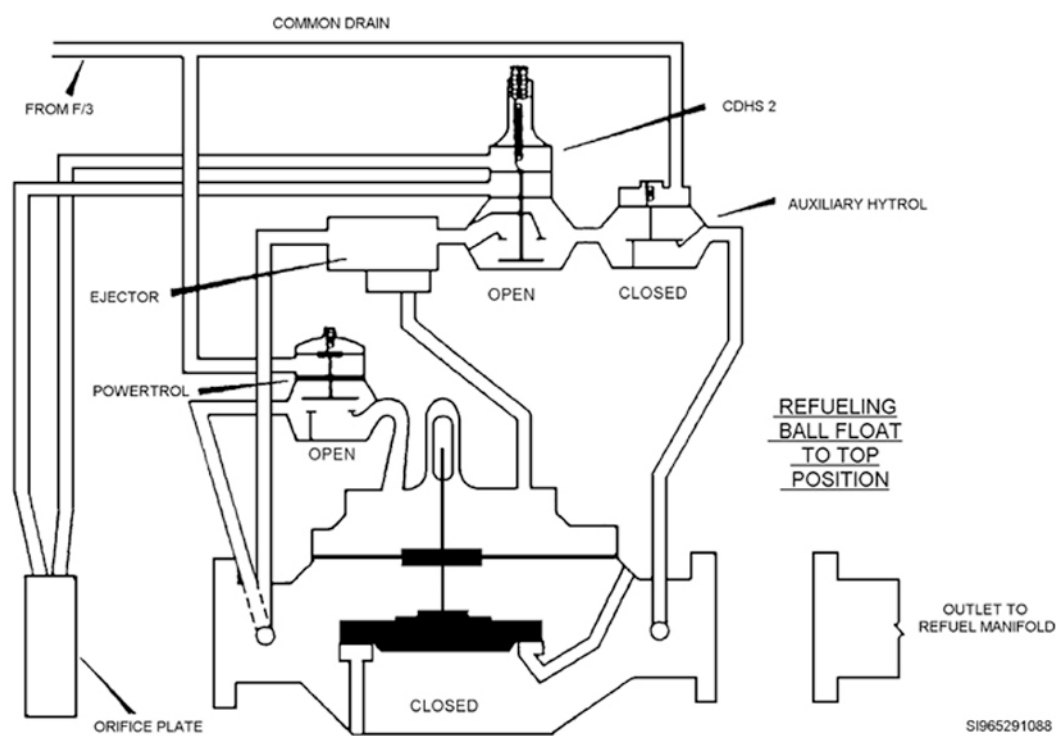 COMMON DRAIN
FROM F/3
CDHS 2
AUXILIARY HYTROL
EJECTOR
OPEN
CLOSED
POWERTROL
OPEN
REFUELING
BALL FLOAT
TO TOP
POSITION
OUTLET TO
REFUEL MANIFOLD
CLOSED
ORIFICE PLATE
SI965291088